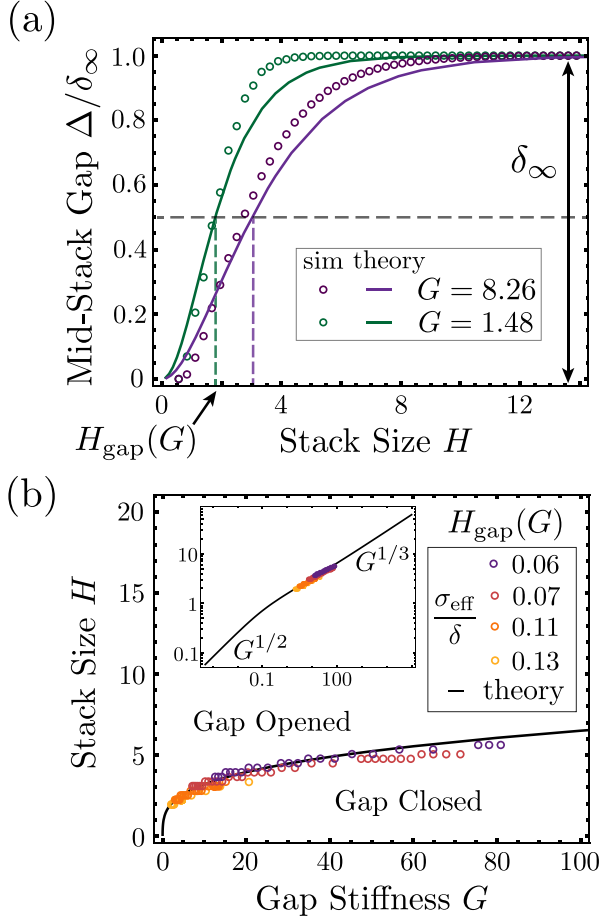 (a)
Mid-Stack Gap Δ/δ∞
1.0
0.8
0.6
0.4
0.2
0
δ∞
sim theory
G = 8.26
G = 1.48
0
4
8
12
H_gap(G)
Stack Size H
(b)
Stack Size H
20
15
10
5
0
10
1
0.1
0.1
100
G^{1/3}
G^{1/2}
H_gap(G)
σ_eff/δ
0.06
0.07
0.11
0.13
theory
Gap Opened
Gap Closed
0
20
40
60
80
100
Gap Stiffness G